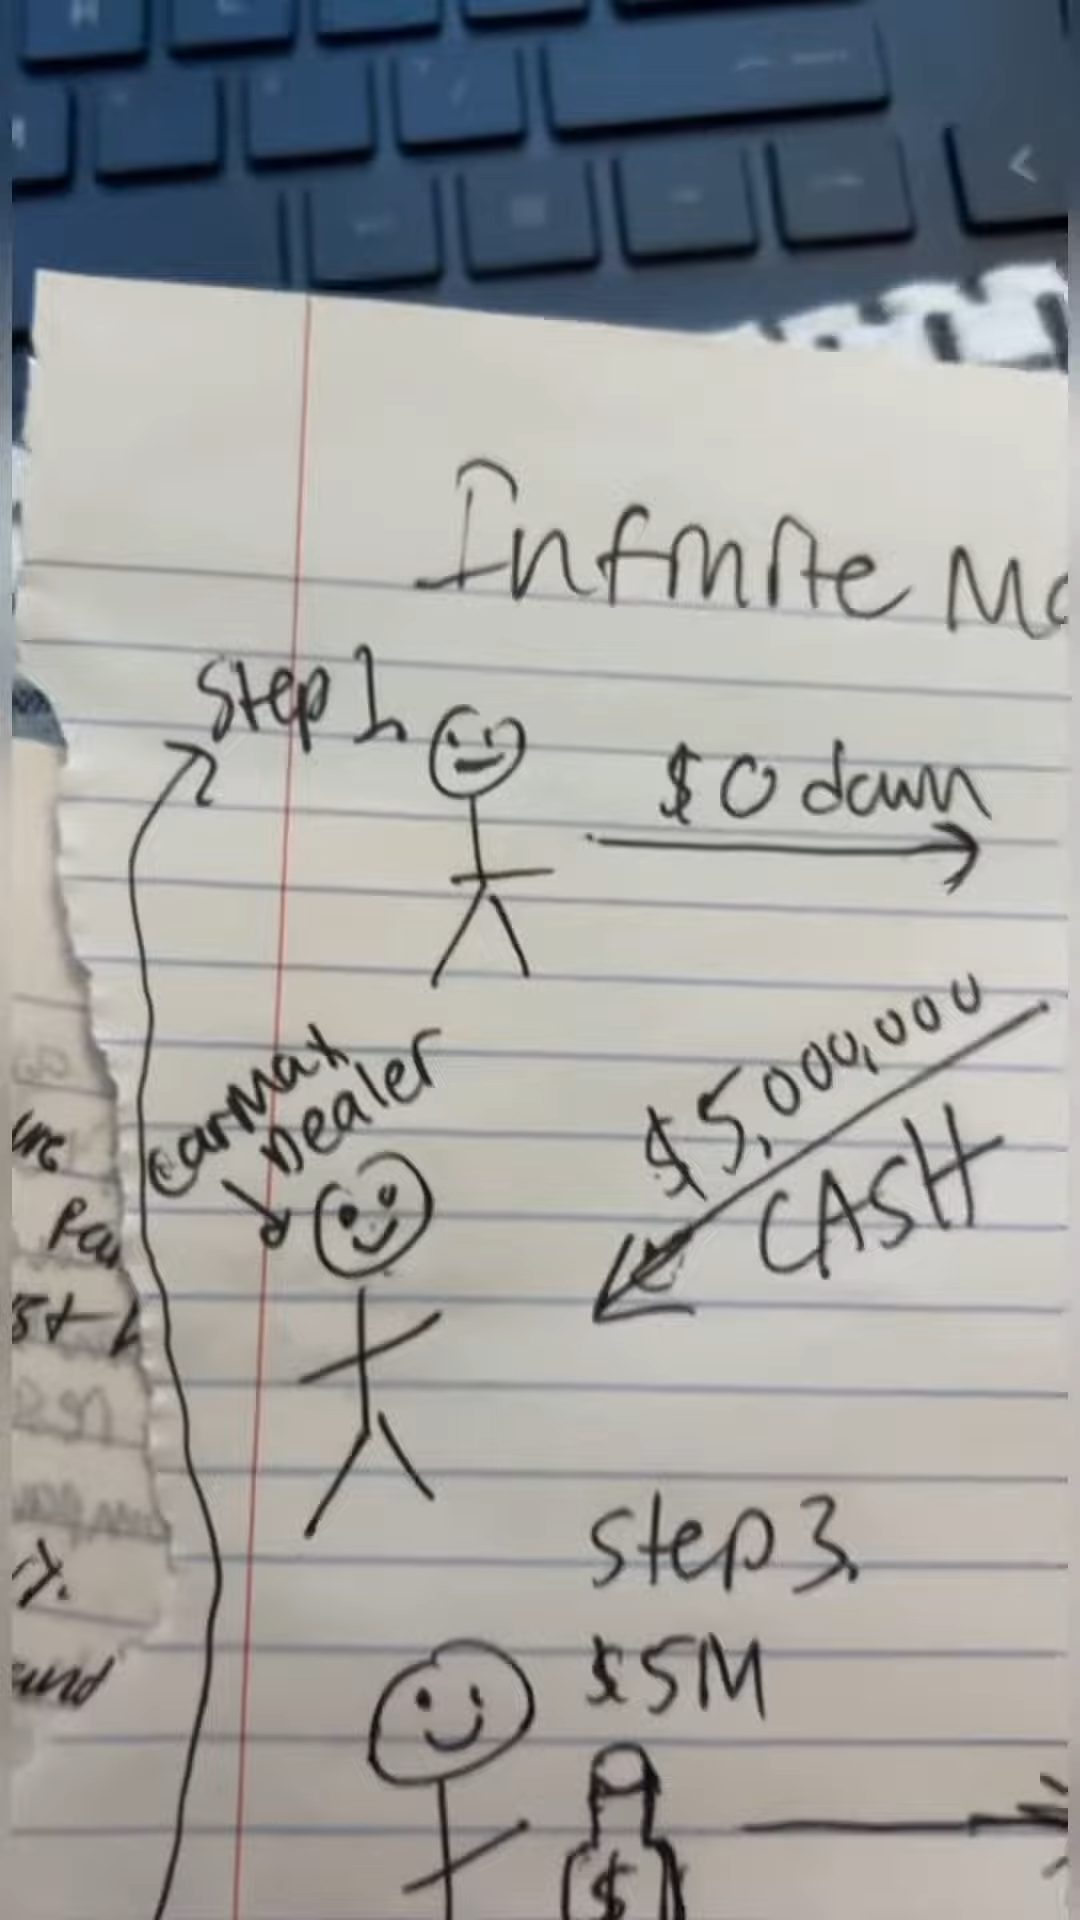 Infinite Mo
Step 1.
$0 down
CarMax
Dealer
$5,000,000
CASH
Step 3.
$5M
$